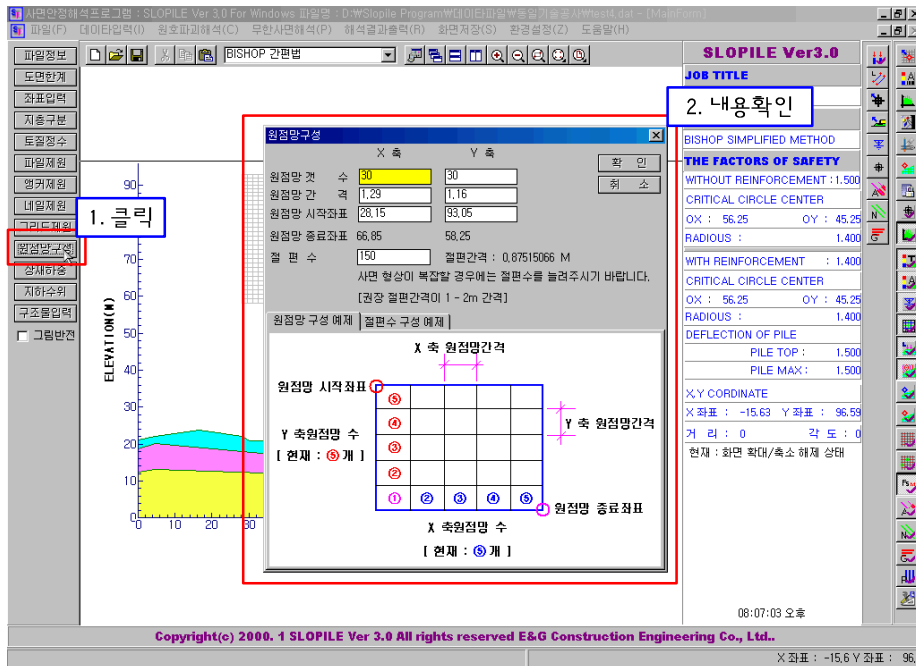 사면안정해석프로그램 : SLOPILE Ver 3.0 For Windows 파일명 : D:\Slopile Program\데이타파일\동일기술공사\test4.dat - [MainForm]
파일(F) 데이타입력(I) 원호파괴해석(C) 무한사면해석(P) 해석결과출력(R) 화면저장(S) 환경설정(Z) 도움말(H)
파일정보
BISHOP 간편법
도면한계
좌표입력
지층구분
토질정수
파일제원
앵커제원
네일제원
그리드제원
원점망구성
상재하중
지하수위
구조물입력
그림반전
1. 클릭
2. 내용확인
ELEVATION(M)
90
70
60
50
40
30
20
10
0
0 10 20 30
원점망구성
X 축 Y 축
원점망 갯 수 30 30
원점망 간 격 1,29 1,16
원점망 시작좌표 28,15 93,05
원점망 종료좌표 66,85 58,25
절 편 수 150 절편간격 : 0,87515066 M
사면 형상이 복잡할 경우에는 절편수를 늘려주시기 바랍니다.
[권장 절편간격이 1 - 2m 간격]
확 인
취 소
원점망 구성 예제 절편수 구성 예제
X 축 원점망간격
원점망 시작좌표
Y 축 원점망간격
Y 축원점망 수
[ 현재 : ⑤ 개 ]
⑤
④
③
②
① ② ③ ④ ⑤
원점망 종료좌표
X 축원점망 수
[ 현재 : ⑤ 개 ]
SLOPILE Ver3.0
JOB TITLE
BISHOP SIMPLIFIED METHOD
THE FACTORS OF SAFETY
WITHOUT REINFORCEMENT : 1.500
CRITICAL CIRCLE CENTER
OX : 56.25 OY : 45.25
RADIOUS : 1.400
WITH REINFORCEMENT : 1.400
CRITICAL CIRCLE CENTER
OX : 56.25 OY : 45.25
RADIOUS : 1.400
DEFLECTION OF PILE
PILE TOP : 1.500
PILE MAX : 1.500
X,Y CORDINATE
X 좌표 : -15.63 Y 좌표 : 96.59
거 리 : 0 각 도 : 0
현재 : 화면 확대/축소 해제 상태
08:07:03 오후
Copyright(c) 2000. 1 SLOPILE Ver 3.0 All rights reserved E&G Construction Engineering Co., Ltd..
X 좌표 : -15,6 Y 좌표 : 96,